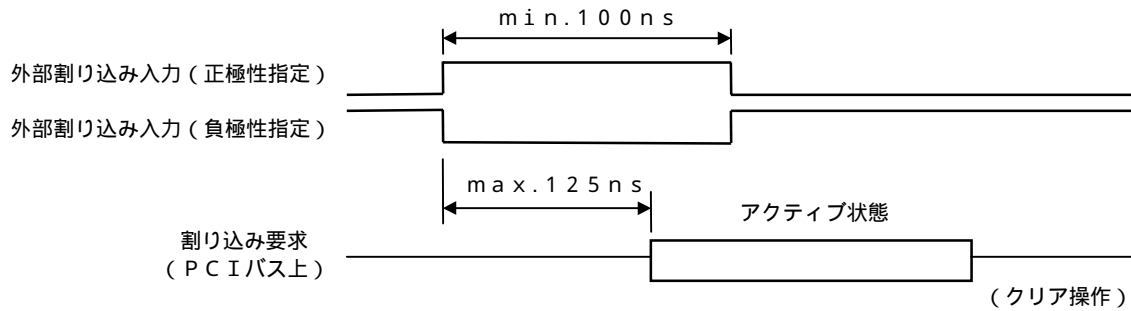 ｍｉｎ.１００ｎｓ
外部割り込み入力(正極性指定)
外部割り込み入力(負極性指定)
ｍａｘ.１２５ｎｓ
アクティブ状態
割り込み要求
(ＰＣＩバス上)
(クリア操作)